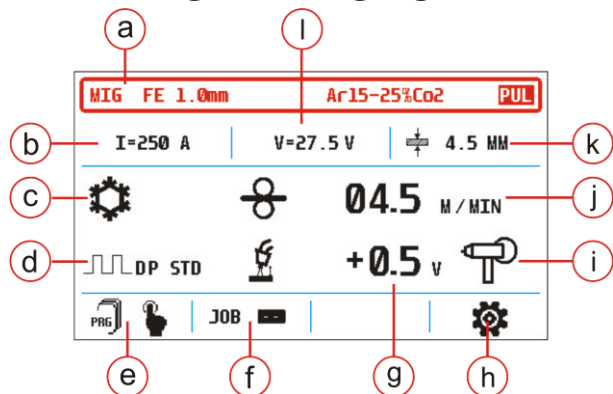 a
l
MIG FE 1.0mm Ar15-25%Co2 PUL
b I=250 A V=27.5 V 4.5 MM k
c 04.5 M/MIN j
d DP STD +0.5 V i
PRG JOB --
e f g h